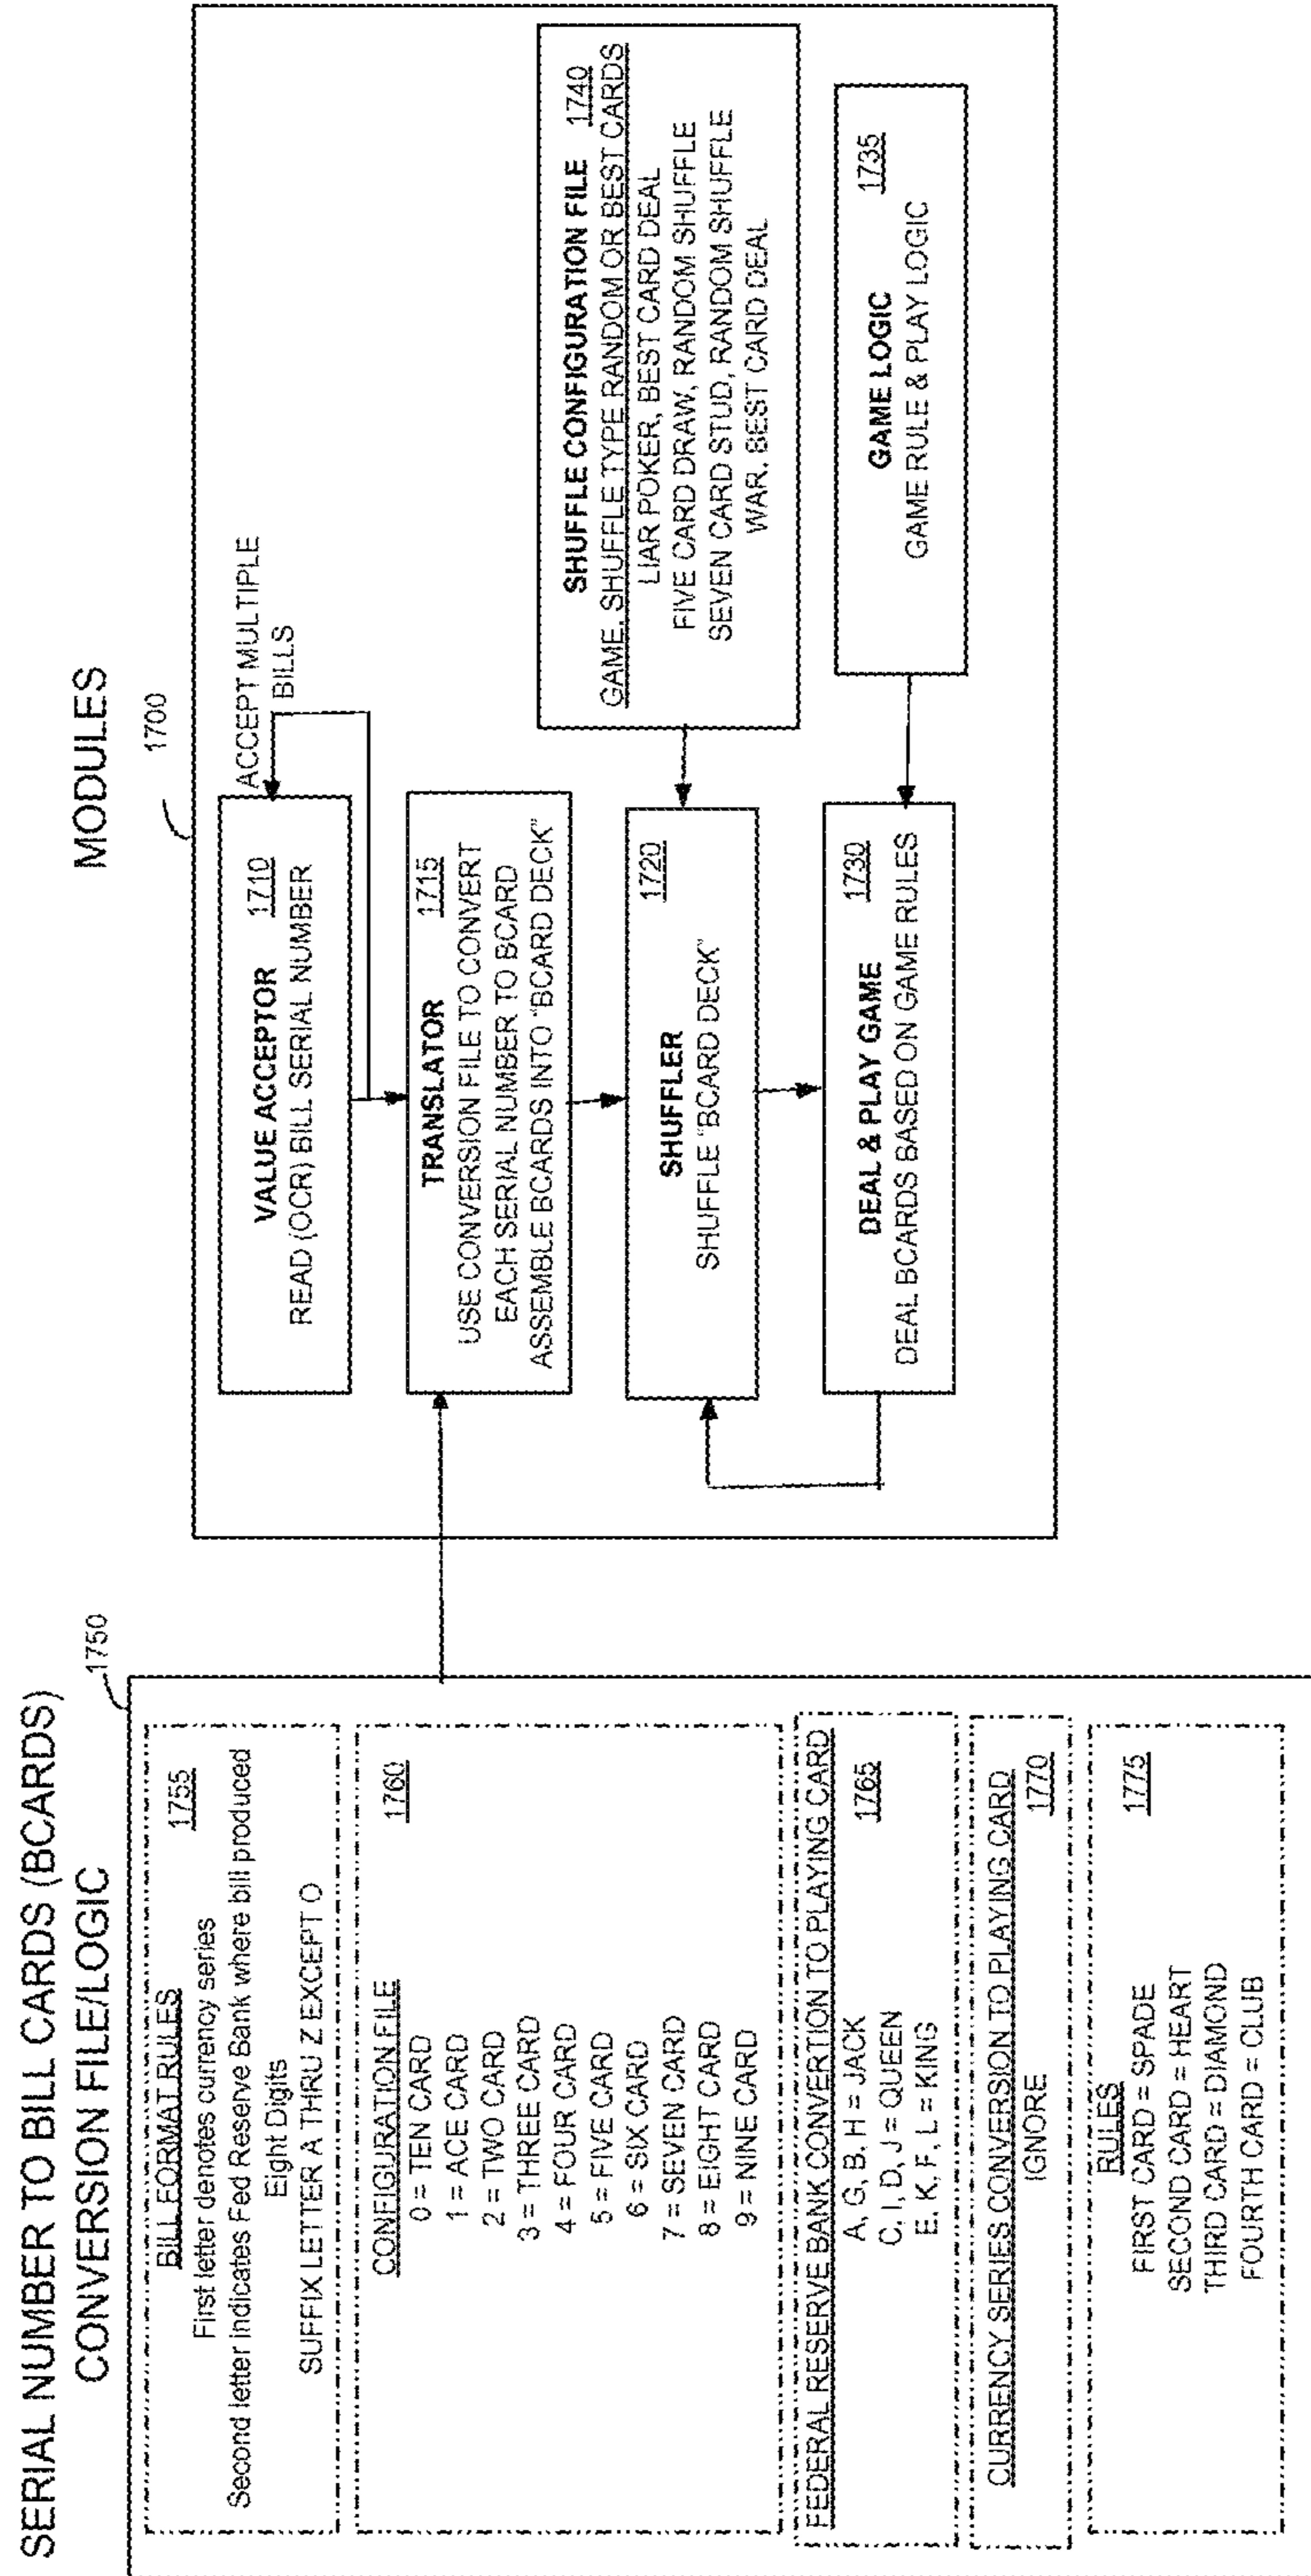 SERIAL NUMBER TO BILL CARDS (BCARDS)
CONVERSION FILE/LOGIC
1750
BILL FORMAT RULES
1755
First letter denotes currency series
Second letter indicates Fed Reserve Bank where bill produced
Eight Digits
SUFFIX LETTER A THRU Z EXCEPT O
CONFIGURATION FILE
1760
0 = TEN CARD
1 = ACE CARD
2 = TWO CARD
3 = THREE CARD
4 = FOUR CARD
5 = FIVE CARD
6 = SIX CARD
7 = SEVEN CARD
8 = EIGHT CARD
9 = NINE CARD
FEDERAL RESERVE BANK CONVERTION TO PLAYING CARD
A, G, B, H = JACK
1765
C, I, D, J = QUEEN
E, K, F, L = KING
CURRENCY SERIES CONVERSION TO PLAYING CARD
IGNORE
1770
RULES
1775
FIRST CARD = SPADE
SECOND CARD = HEART
THIRD CARD = DIAMOND
FOURTH CARD = CLUB
MODULES
1700
VALUE ACCEPTOR 1710
READ (OCR) BILL SERIAL NUMBER
ACCEPT MULTIPLE
BILLS
TRANSLATOR 1715
USE CONVERSION FILE TO CONVERT
EACH SERIAL NUMBER TO BCARD
ASSEMBLE BCARDS INTO "BCARD DECK"
SHUFFLER 1720
SHUFFLE "BCARD DECK"
DEAL & PLAY GAME 1730
DEAL BCARDS BASED ON GAME RULES
SHUFFLE CONFIGURATION FILE 1740
GAME, SHUFFLE TYPE RANDOM OR BEST CARDS
LIAR POKER, BEST CARD DEAL
FIVE CARD DRAW, RANDOM SHUFFLE
SEVEN CARD STUD, RANDOM SHUFFLE
WAR, BEST CARD DEAL
GAME LOGIC 1735
GAME RULE & PLAY LOGIC